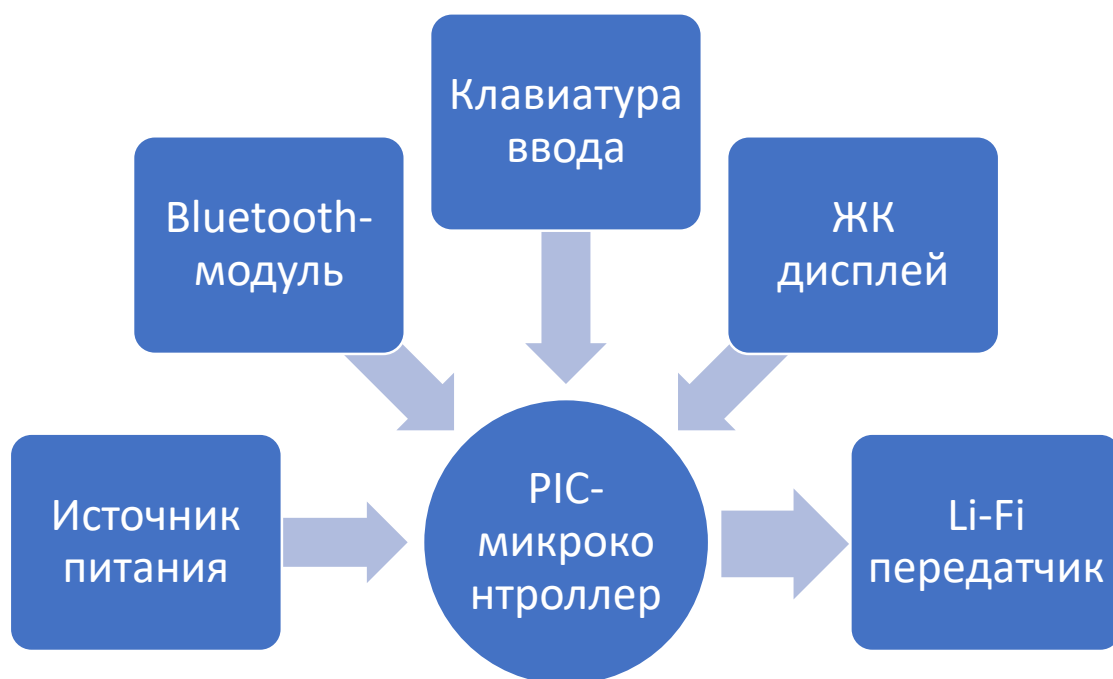 Клавиатура
ввода
Bluetooth-
модуль
ЖК
дисплей
Источник
питания
PIC-
микроко
нтроллер
Li-Fi
передатчик